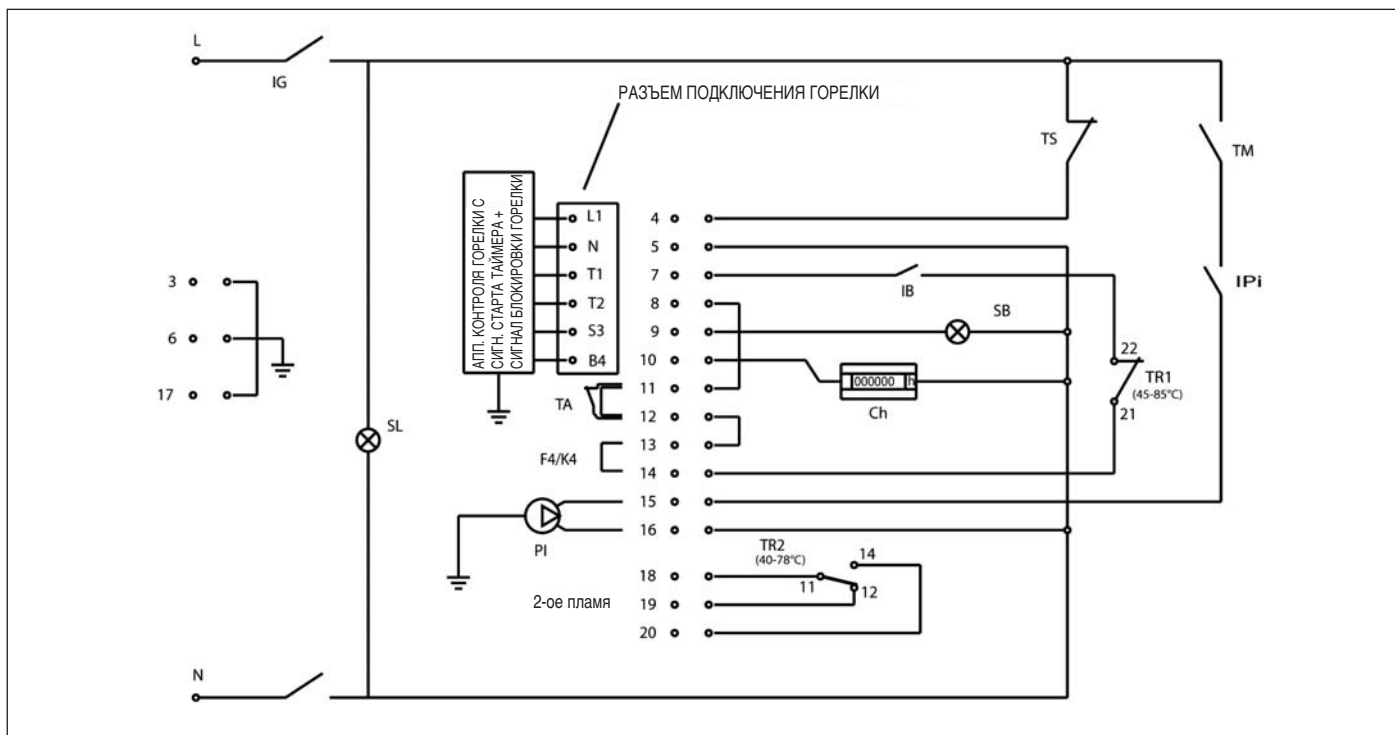 L
IG
РАЗЪЕМ ПОДКЛЮЧЕНИЯ ГОРЕЛКИ
TS
TM
АПП. КОНТРОЛЯ ГОРЕЛКИ С
СИГН. СТАРТА ТАЙМЕРА +
СИГНАЛ БЛОКИРОВКИ ГОРЕЛКИ
L1
N
T1
T2
S3
B4
3
6
17
4
5
7
8
9
10
11
12
13
14
15
16
18
19
20
IB
IPi
SB
22
TR1
(45-85°C)
21
000000 h
Ch
TA
SL
F4/K4
PI
TR2
(40-78°C)
14
11
12
2-ое пламя
N